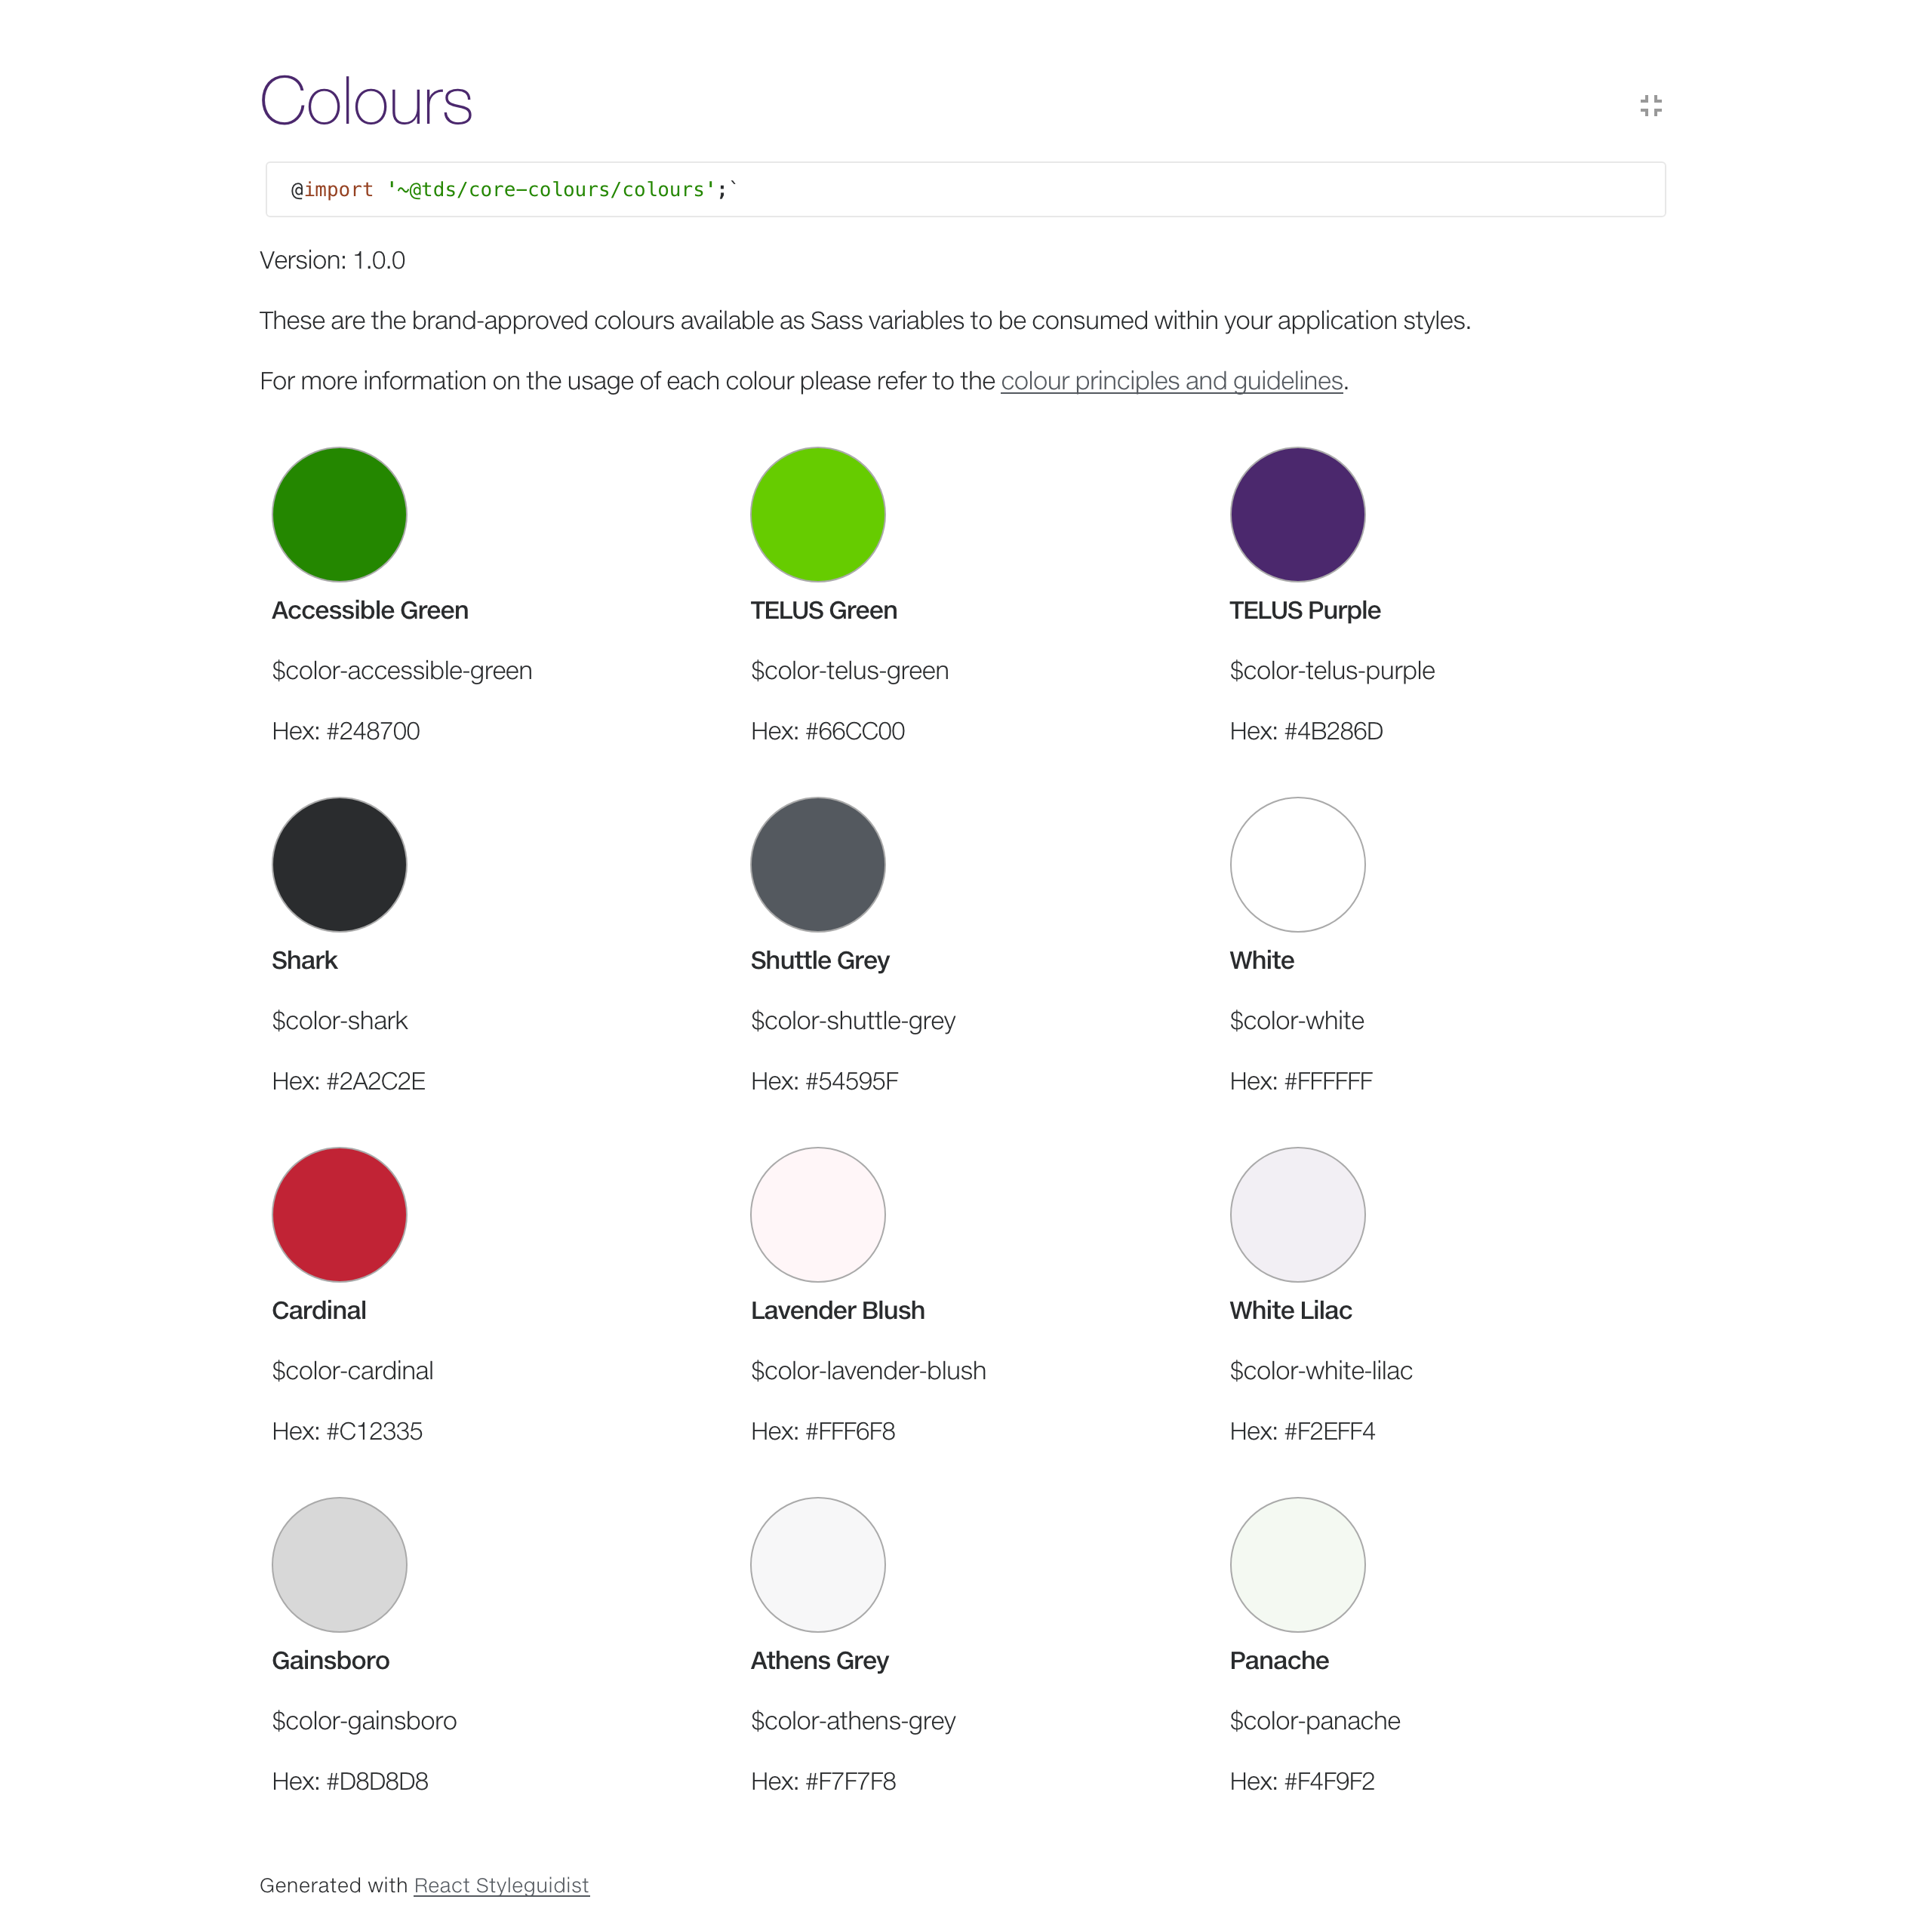 Colours
@import '~@tds/core-colours/colours';`
Version: 1.0.0
These are the brand-approved colours available as Sass variables to be consumed within your application styles.
For more information on the usage of each colour please refer to the colour principles and guidelines.
Accessible Green
$color-accessible-green
Hex: #248700
TELUS Green
$color-telus-green
Hex: #66CC00
TELUS Purple
$color-telus-purple
Hex: #4B286D
Shark
$color-shark
Hex: #2A2C2E
Shuttle Grey
$color-shuttle-grey
Hex: #54595F
White
$color-white
Hex: #FFFFFF
Cardinal
$color-cardinal
Hex: #C12335
Lavender Blush
$color-lavender-blush
Hex: #FFF6F8
White Lilac
$color-white-lilac
Hex: #F2EFF4
Gainsboro
$color-gainsboro
Hex: #D8D8D8
Athens Grey
$color-athens-grey
Hex: #F7F7F8
Panache
$color-panache
Hex: #F4F9F2
Generated with React Styleguidist